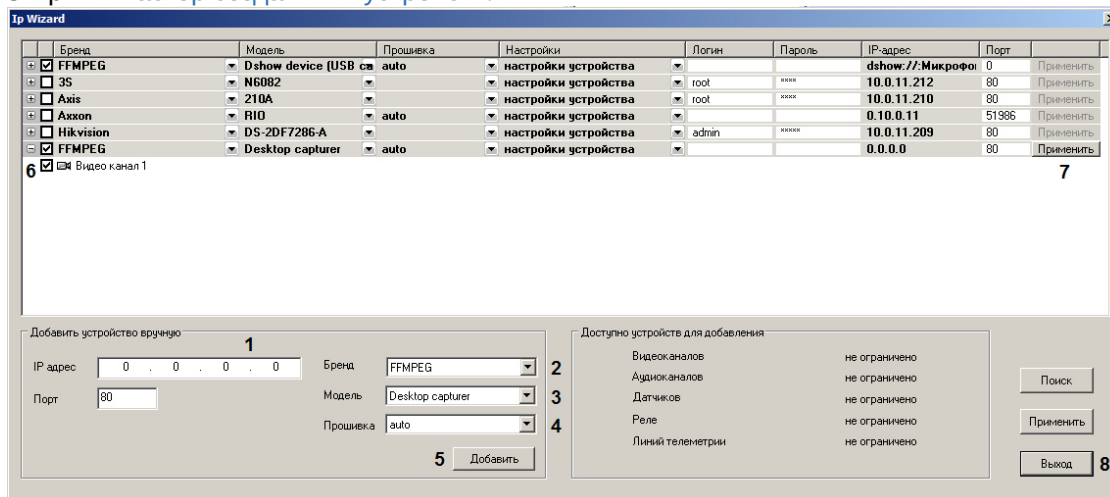 Ip Wizard
Бренд Модель Прошивка Настройки Логин Пароль IP-адрес Порт
FFMPEG Dshow device (USB ca auto настройки устройства dshow://:Микрофон 0 Применить
3S N6082 настройки устройства root **** 10.0.11.212 80 Применить
Axis 210A настройки устройства root **** 10.0.11.210 80 Применить
Axxon RIO auto настройки устройства 0.10.0.11 51986 Применить
Hikvision DS-2DF7286-A настройки устройства admin ***** 10.0.11.209 80 Применить
FFMPEG Desktop capturer auto настройки устройства 0.0.0.0 80 Применить
6 Видео канал 1 7
Добавить устройство вручную
1
IP адрес 0 . 0 . 0 . 0
Порт 80
Бренд FFMPEG 2
Модель Desktop capturer 3
Прошивка auto 4
5 Добавить
Доступно устройств для добавления
Видеоканалов не ограничено
Аудиоканалов не ограничено
Датчиков не ограничено
Реле не ограничено
Линий телеметрии не ограничено
Поиск
Применить
Выход 8